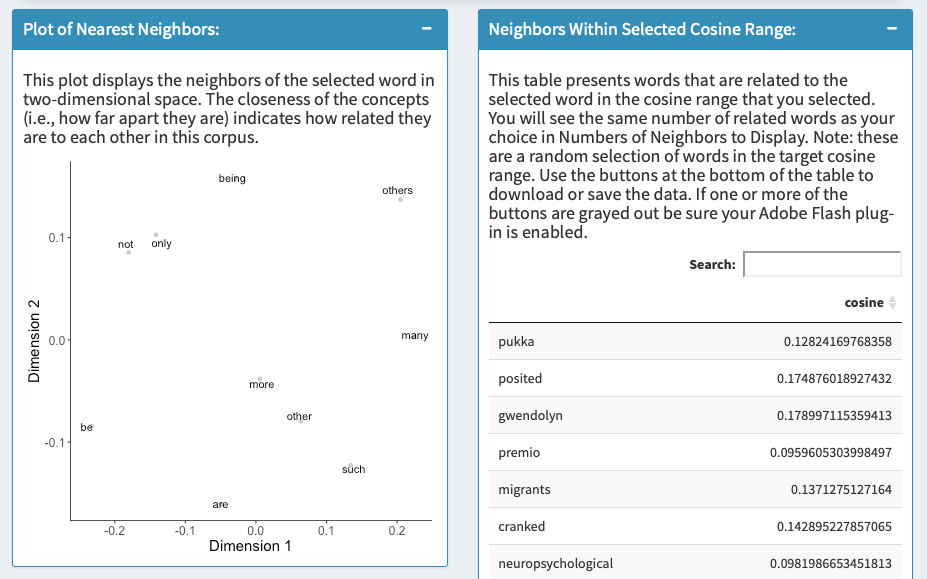 Plot of Nearest Neighbors:
This plot displays the neighbors of the selected word in
two-dimensional space. The closeness of the concepts
(i.e., how far apart they are) indicates how related they
are to each other in this corpus.
being
others
0.1
not
only
Dimension 2
0.0
many
more
other
be
-0.1
such
are
-0.2
-0.1
0.0
0.1
0.2
Dimension 1
Neighbors Within Selected Cosine Range:
This table presents words that are related to the
selected word in the cosine range that you selected.
You will see the same number of related words as your
choice in Numbers of Neighbors to Display. Note: these
are a random selection of words in the target cosine
range. Use the buttons at the bottom of the table to
download or save the data. If one or more of the
buttons are grayed out be sure your Adobe Flash plug-
in is enabled.
Search:
cosine
pukka 0.12824169768358
posited 0.174876018927432
gwendolyn 0.178997115359413
premio 0.0959605303998497
migrants 0.1371275127164
cranked 0.142895227857065
neuropsychological 0.0981986653451813